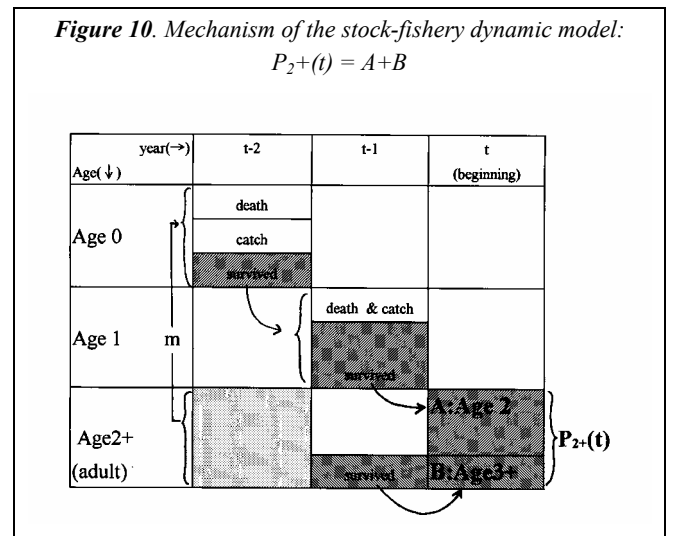 Figure 10. Mechanism of the stock-fishery dynamic model:
P₂+(t) = A+B
year(→) t-2 t-1 t
Age(↓) (beginning)
death
Age 0
catch
survived
death & catch
Age 1 m
survived
A:Age 2
Age2+ P₂₊(t)
(adult) survived B:Age3+